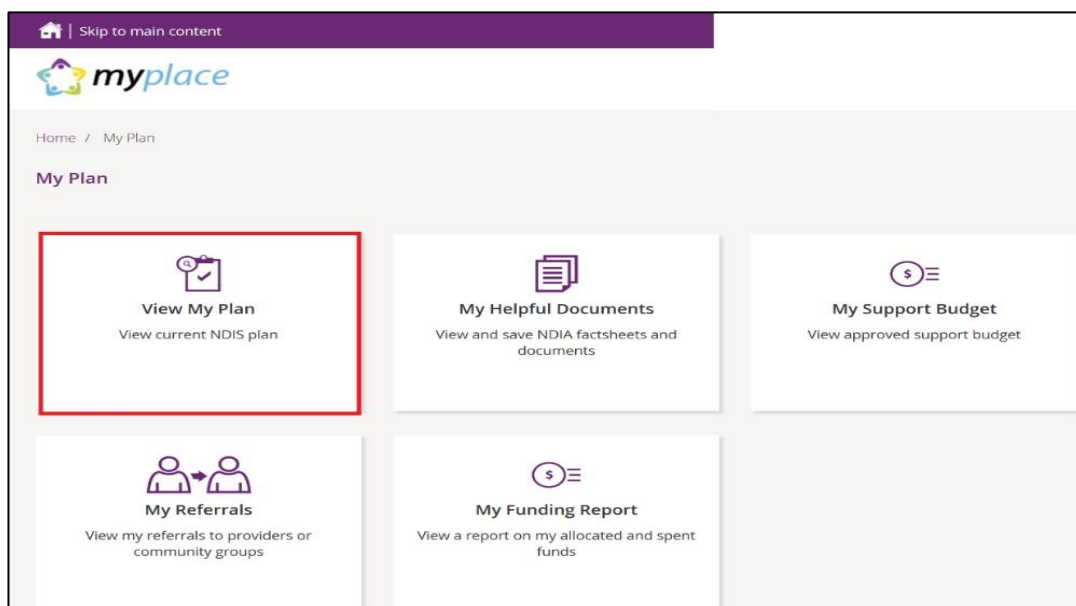 | Skip to main content
myplace
Home / My Plan
My Plan
View My Plan
View current NDIS plan
My Helpful Documents
View and save NDIA factsheets and
documents
My Support Budget
View approved support budget
My Referrals
View my referrals to providers or
community groups
My Funding Report
View a report on my allocated and spent
funds